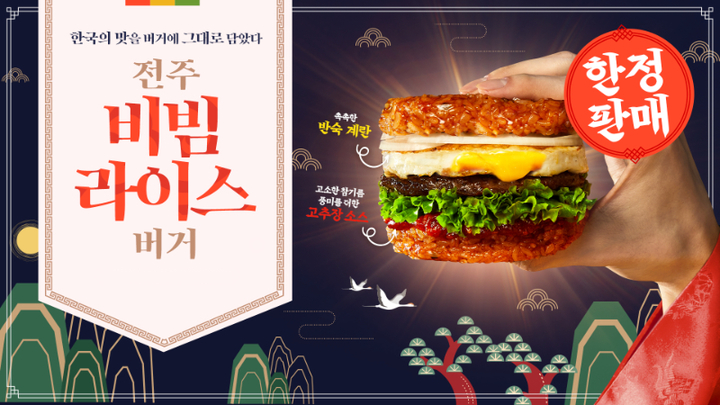 한국의 맛을 버거에 그대로 담았다
전주
비빔
라이스
버거
촉촉한
반숙 계란
고소한 참기름
풍미를 더한
고추장 소스
한정
판매